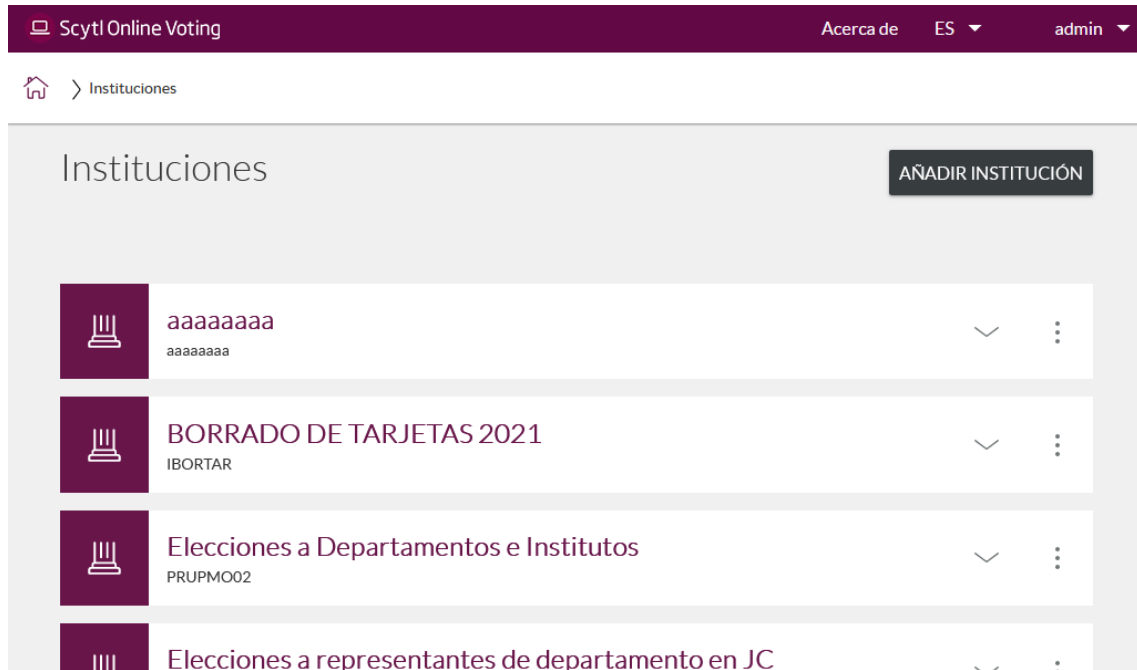 Scytl Online Voting Acerca de ES admin
Instituciones
Instituciones AÑADIR INSTITUCIÓN
aaaaaaaa
aaaaaaaa
BORRADO DE TARJETAS 2021
IBORTAR
Elecciones a Departamentos e Institutos
PRUPMO02
Elecciones a representantes de departamento en JC